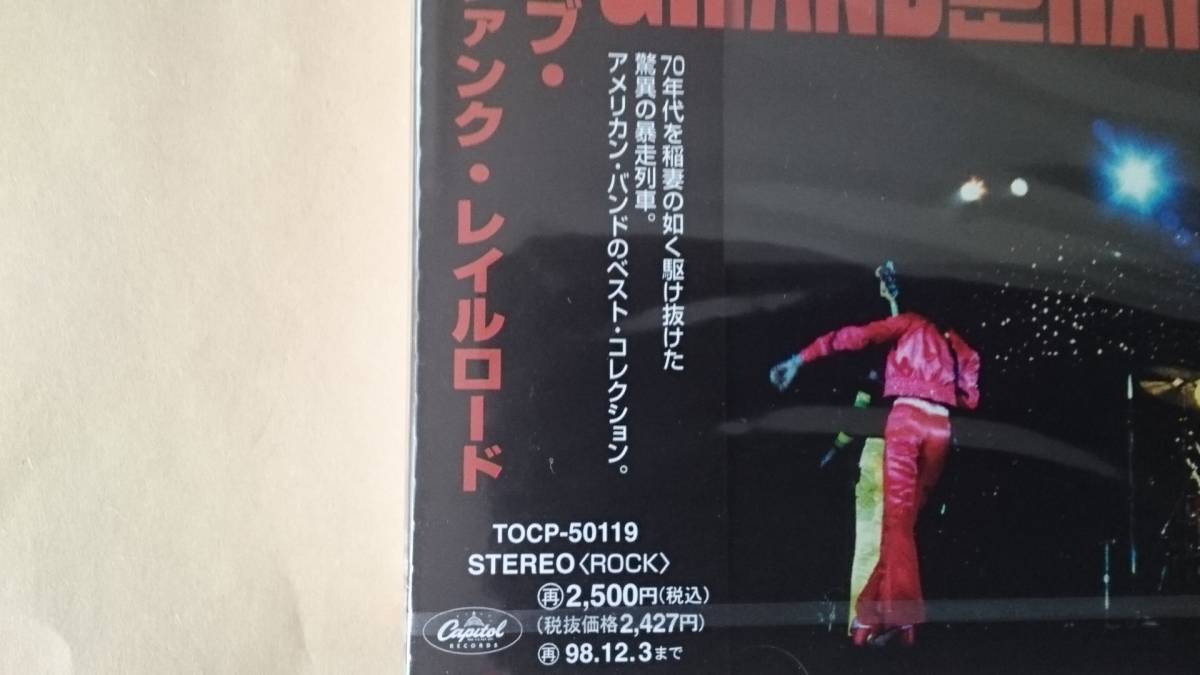 ブ・
ァンク・レイルロード
GRAND
70年代を稲妻の如く駆け抜けた
驚異の暴走列車。
アメリカン・バンドのベスト・コレクション。
TOCP-50119
STEREO〈ROCK〉
再2,500円(税込)
(税抜価格2,427円)
再98.12.3まで
Capitol
RECORDS